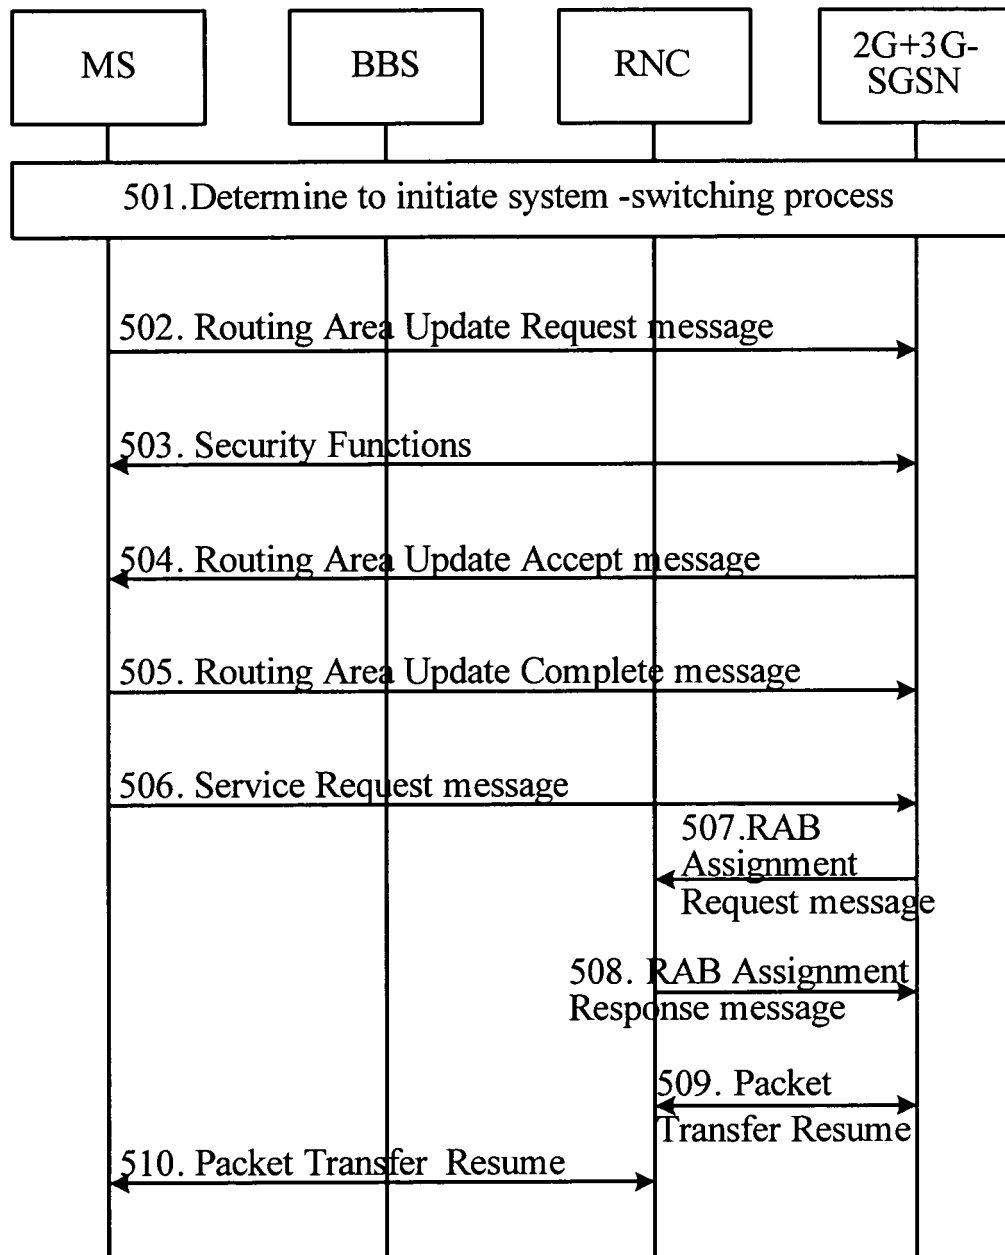 MS
BBS
RNC
2G+3G-
SGSN
501.Determine to initiate system -switching process
502. Routing Area Update Request message
503. Security Functions
504. Routing Area Update Accept message
505. Routing Area Update Complete message
506. Service Request message
507.RAB
Assignment
Request message
508. RAB Assignment
Response message
509. Packet
Transfer Resume
510. Packet Transfer Resume